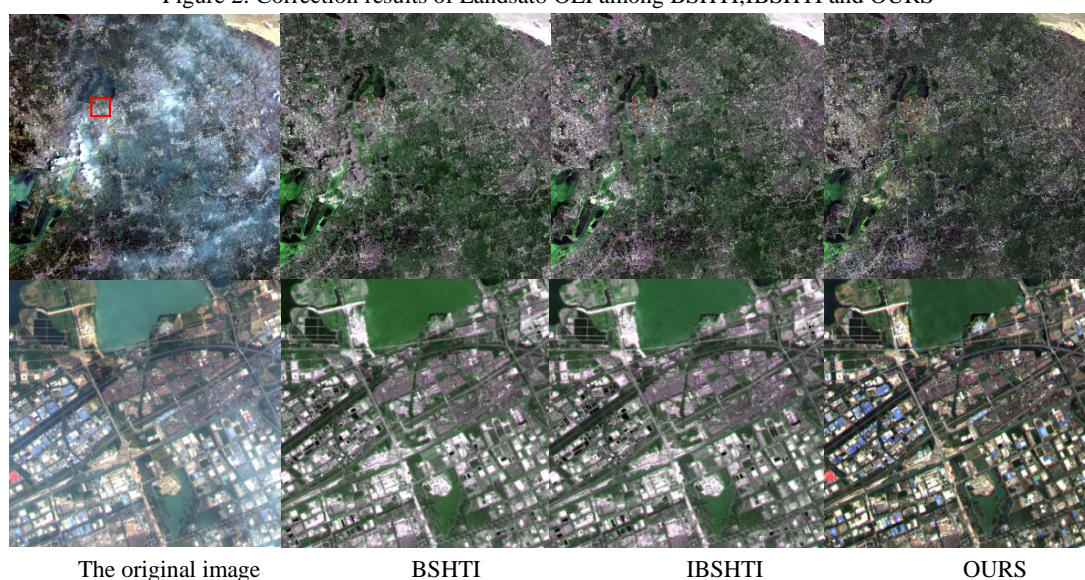 Figure 2. Correction results of Landsat8 OLI among BSHTI,IBSHTI and OURS
The original image BSHTI IBSHTI OURS